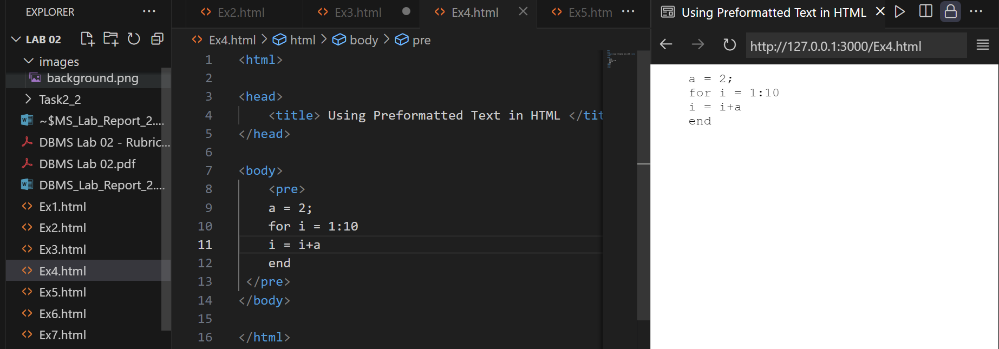 EXPLORER ...
LAB 02
images
background.png
Task2_2
~$MS_Lab_Report_2....
DBMS Lab 02 - Rubric...
DBMS Lab 02.pdf
DBMS_Lab_Report_2....
Ex1.html
Ex2.html
Ex3.html
Ex4.html
Ex5.html
Ex6.html
Ex7.html
Ex2.html Ex3.html Ex4.html Ex5.htm ...
Ex4.html > html > body > pre
1 <html>
2
3 <head>
4 <title> Using Preformatted Text in HTML </tit
5 </head>
6
7 <body>
8 <pre>
9 a = 2;
10 for i = 1:10
11 i = i+a
12 end
13 </pre>
14 </body>
15
16 </html>
Using Preformatted Text in HTML ...
http://127.0.0.1:3000/Ex4.html
a = 2;
for i = 1:10
i = i+a
end